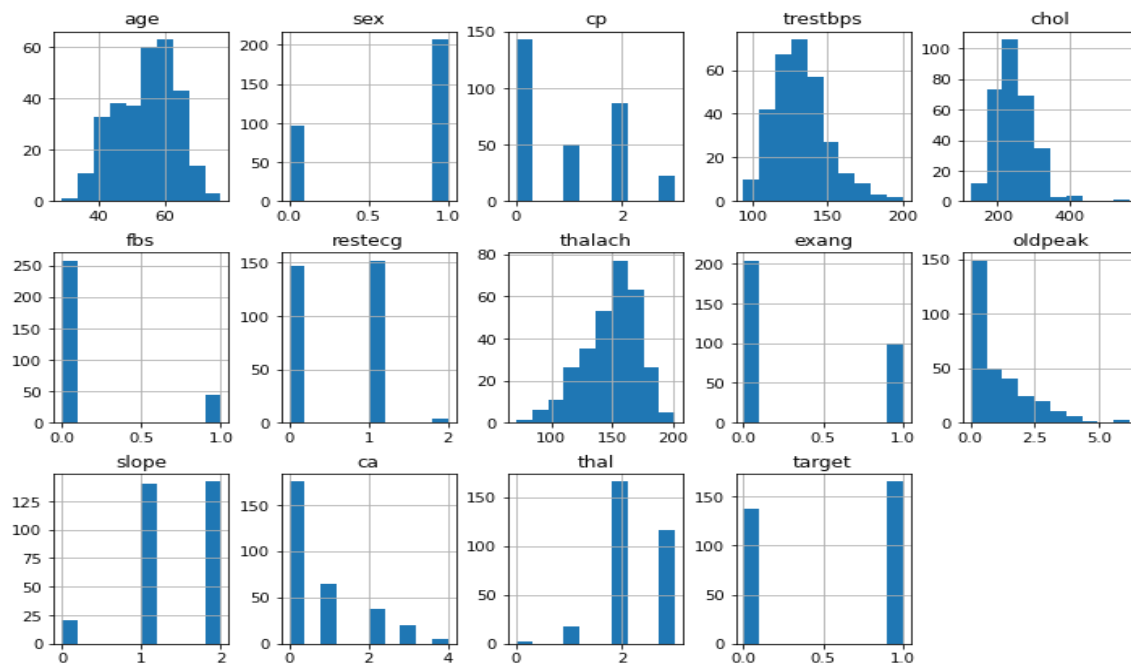 age sex cp trestbps chol
60 40 20 0 40 60
200 150 100 50 0 0.0 0.5 1.0
150 100 50 0 0 2
60 40 20 0 100 150 200
100 80 60 40 20 0 200 400
fbs restecg thalach exang oldpeak
250 200 150 100 50 0 0.0 0.5 1.0
150 100 50 0 0 1 2
80 60 40 20 0 100 150 200
200 150 100 50 0 0.0 0.5 1.0
150 100 50 0 0.0 2.5 5.0
slope ca thal target
125 100 75 50 25 0 0 1 2
150 100 50 0 0 2 4
150 100 50 0 0 2
150 100 50 0 0.0 0.5 1.0